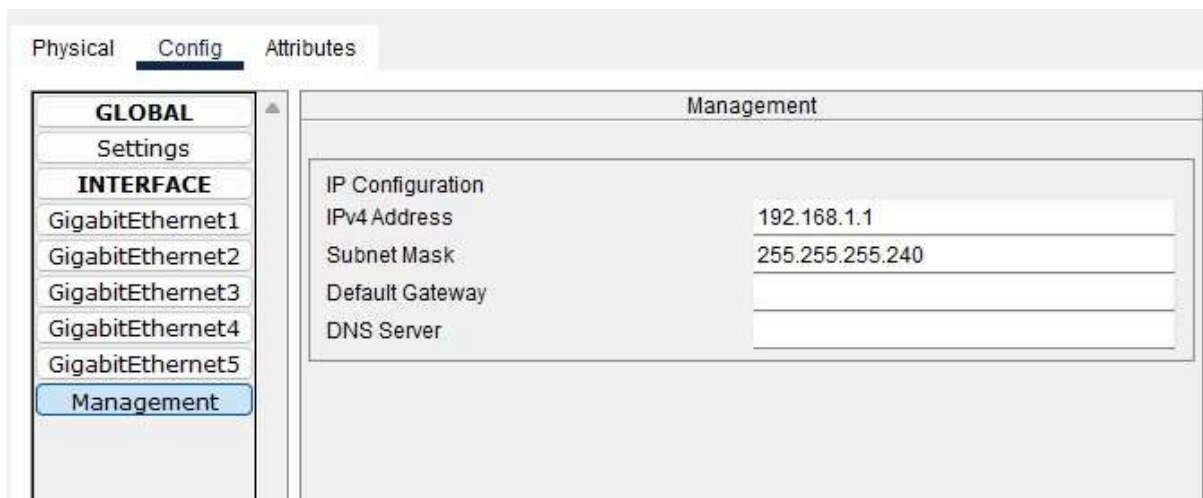 Physical Config Attributes
GLOBAL
Settings
INTERFACE
GigabitEthernet1
GigabitEthernet2
GigabitEthernet3
GigabitEthernet4
GigabitEthernet5
Management
Management
IP Configuration
IPv4 Address 192.168.1.1
Subnet Mask 255.255.255.240
Default Gateway
DNS Server